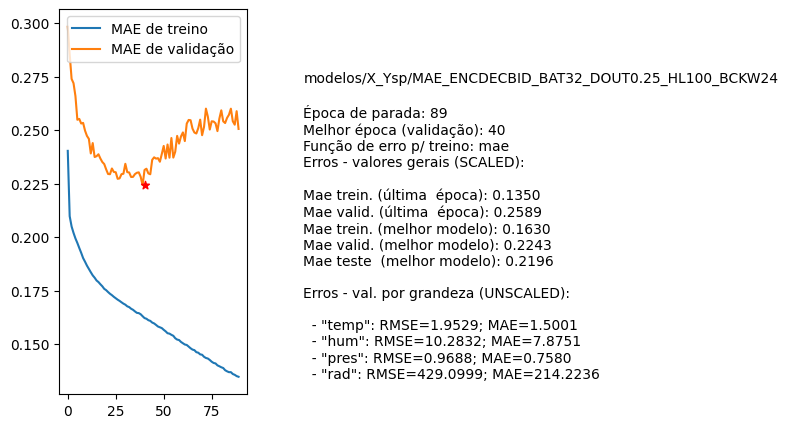 0.300
0.275
0.250
0.225
0.200
0.175
0.150
0
25
50
75
MAE de treino
MAE de validação
modelos/X_Ysp/MAE_ENCDECBID_BAT32_DOUT0.25_HL100_BCKW24
Época de parada: 89
Melhor época (validação): 40
Função de erro p/ treino: mae
Erros - valores gerais (SCALED):
Mae trein. (última  época): 0.1350
Mae valid. (última  época): 0.2589
Mae trein. (melhor modelo): 0.1630
Mae valid. (melhor modelo): 0.2243
Mae teste  (melhor modelo): 0.2196
Erros - val. por grandeza (UNSCALED):
- "temp": RMSE=1.9529; MAE=1.5001
- "hum": RMSE=10.2832; MAE=7.8751
- "pres": RMSE=0.9688; MAE=0.7580
- "rad": RMSE=429.0999; MAE=214.2236